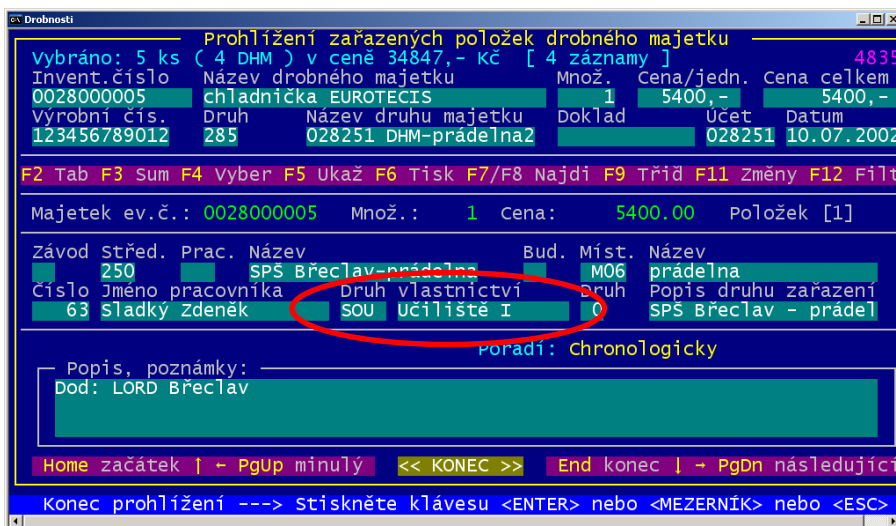 Drobnosti
Prohlížení zařazených položek drobného majetku
Vybráno: 5 ks ( 4 DHM ) v ceně 34847,- Kč [ 4 záznamy ] 4835
Invent.číslo Název drobného majetku Množ. Cena/jedn. Cena celkem
0028000005 chladnička EUROTECIS 1 5400,- 5400,-
Výrobní čís. Druh Název druhu majetku Doklad Účet Datum
123456789012 285 028251 DHM-prádelna2 028251 10.07.2002
F2 Tab F3 Sum F4 Vyber F5 Ukaž F6 Tisk F7/F8 Najdi F9 Třiď F11 Změny F12 Filt
Majetek ev.č.: 0028000005 Množ.: 1 Cena: 5400.00 Položek [1]
Závod Střed. Prac. Název Bud. Míst. Název
250 SPŠ Břeclav-prádelna M06 prádelna
Číslo Jméno pracovníka Druh vlastnictví Druh Popis druhu zařazení
63 Sladký Zdeněk SOU Učiliště I 0 SPŠ Břeclav - prádel
Pořadí: Chronologicky
Popis, poznámky:
Dod: LORD Břeclav
Home začátek ↑ ← PgUp minulý << KONEC >> End konec ↓ → PgDn následující
Konec prohlížení ---> Stiskněte klávesu <ENTER> nebo <MEZERNÍK> nebo <ESC>